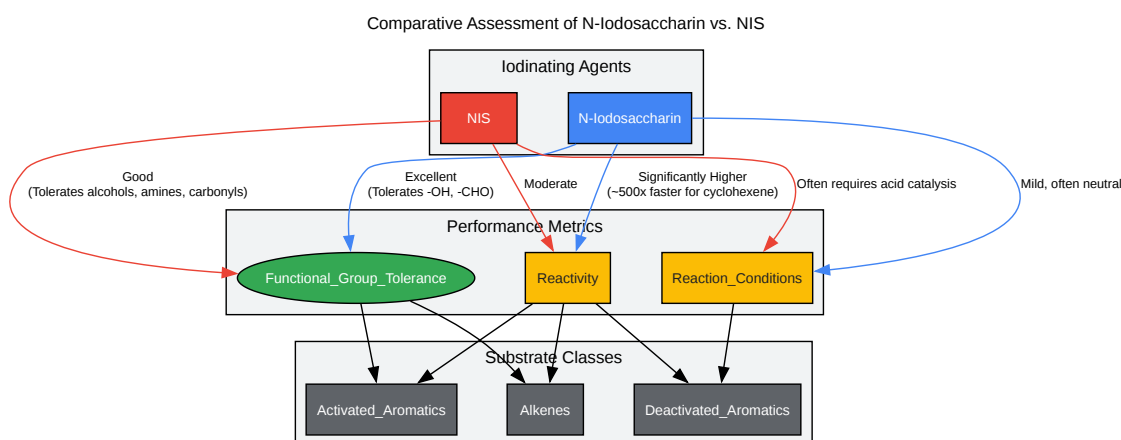 Comparative Assessment of N-Iodosaccharin vs. NIS
Iodinating Agents
NIS
N-Iodosaccharin
Good
(Tolerates alcohols, amines, carbonyls)
Excellent
(Tolerates -OH, -CHO)
Moderate
Significantly Higher
(~500x faster for cyclohexene)
Often requires acid catalysis
Mild, often neutral
Performance Metrics
Functional_Group_Tolerance
Reactivity
Reaction_Conditions
Substrate Classes
Activated_Aromatics
Alkenes
Deactivated_Aromatics